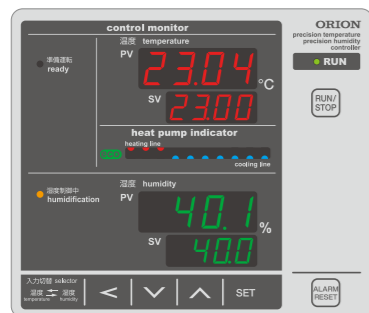 control monitor
湿度 temperature
準備運転
ready
PV
23.04
°C
SV
23.00
heat pump indicator
heating line
eco
cooling line
湿度制御中
humidification
湿度 humidity
PV
40.1
%
SV
40.0
入力切替 selector
温度 湿度
temperature humidity
SET
ORION
precision temperature
precision humidity
controller
RUN
RUN/
STOP
ALARM
RESET